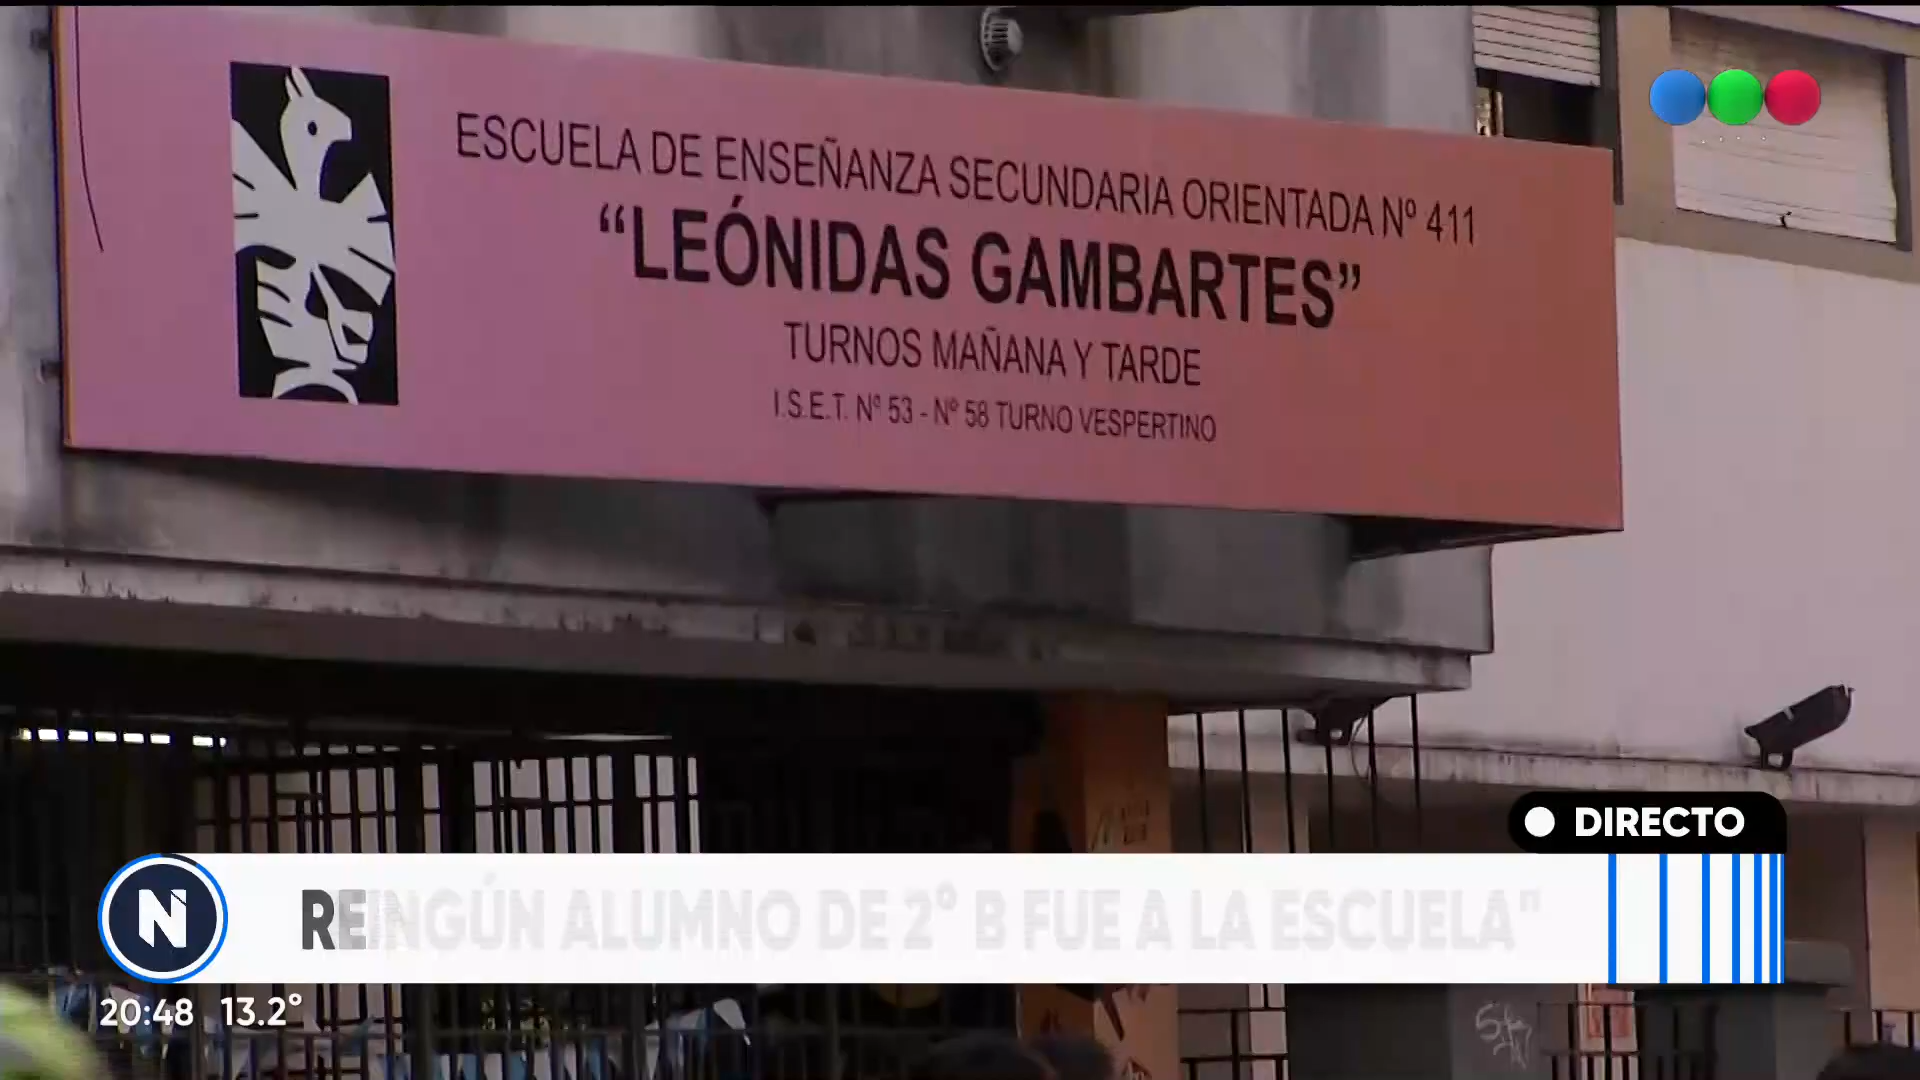 ESCUELA DE ENSEÑANZA SECUNDARIA ORIENTADA Nº 411
“LEÓNIDAS GAMBARTES”
TURNOS MAÑANA Y TARDE
I.S.E.T. Nº 53 - Nº 58 TURNO VESPERTINO
DIRECTO
N
RE
NGÚN ALUMNO DE 2° B FUE A LA ESCUELA"
20:48 13.2°